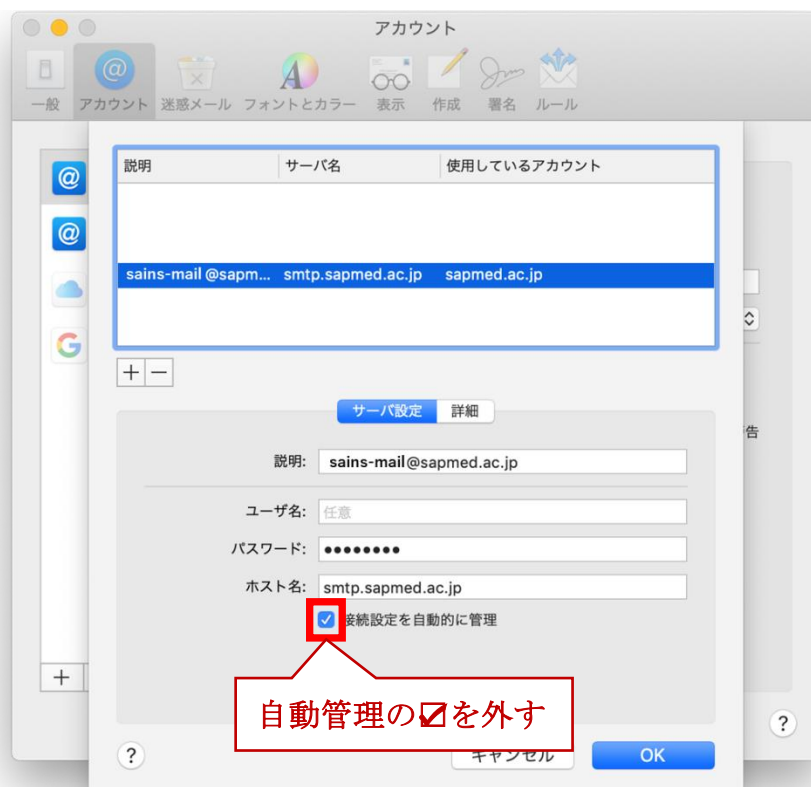 アカウント
一般 アカウント 迷惑メール フォントとカラー 表示 作成 署名 ルール
説明 サーバ名 使用しているアカウント
sains-mail@sapm... smtp.sapmed.ac.jp sapmed.ac.jp
+ −
サーバ設定 詳細
告
説明: sains-mail@sapmed.ac.jp
ユーザ名: 任意
パスワード: ●●●●●●●●
ホスト名: smtp.sapmed.ac.jp
接続設定を自動的に管理
+
自動管理の☑を外す
?
? キャンセル OK